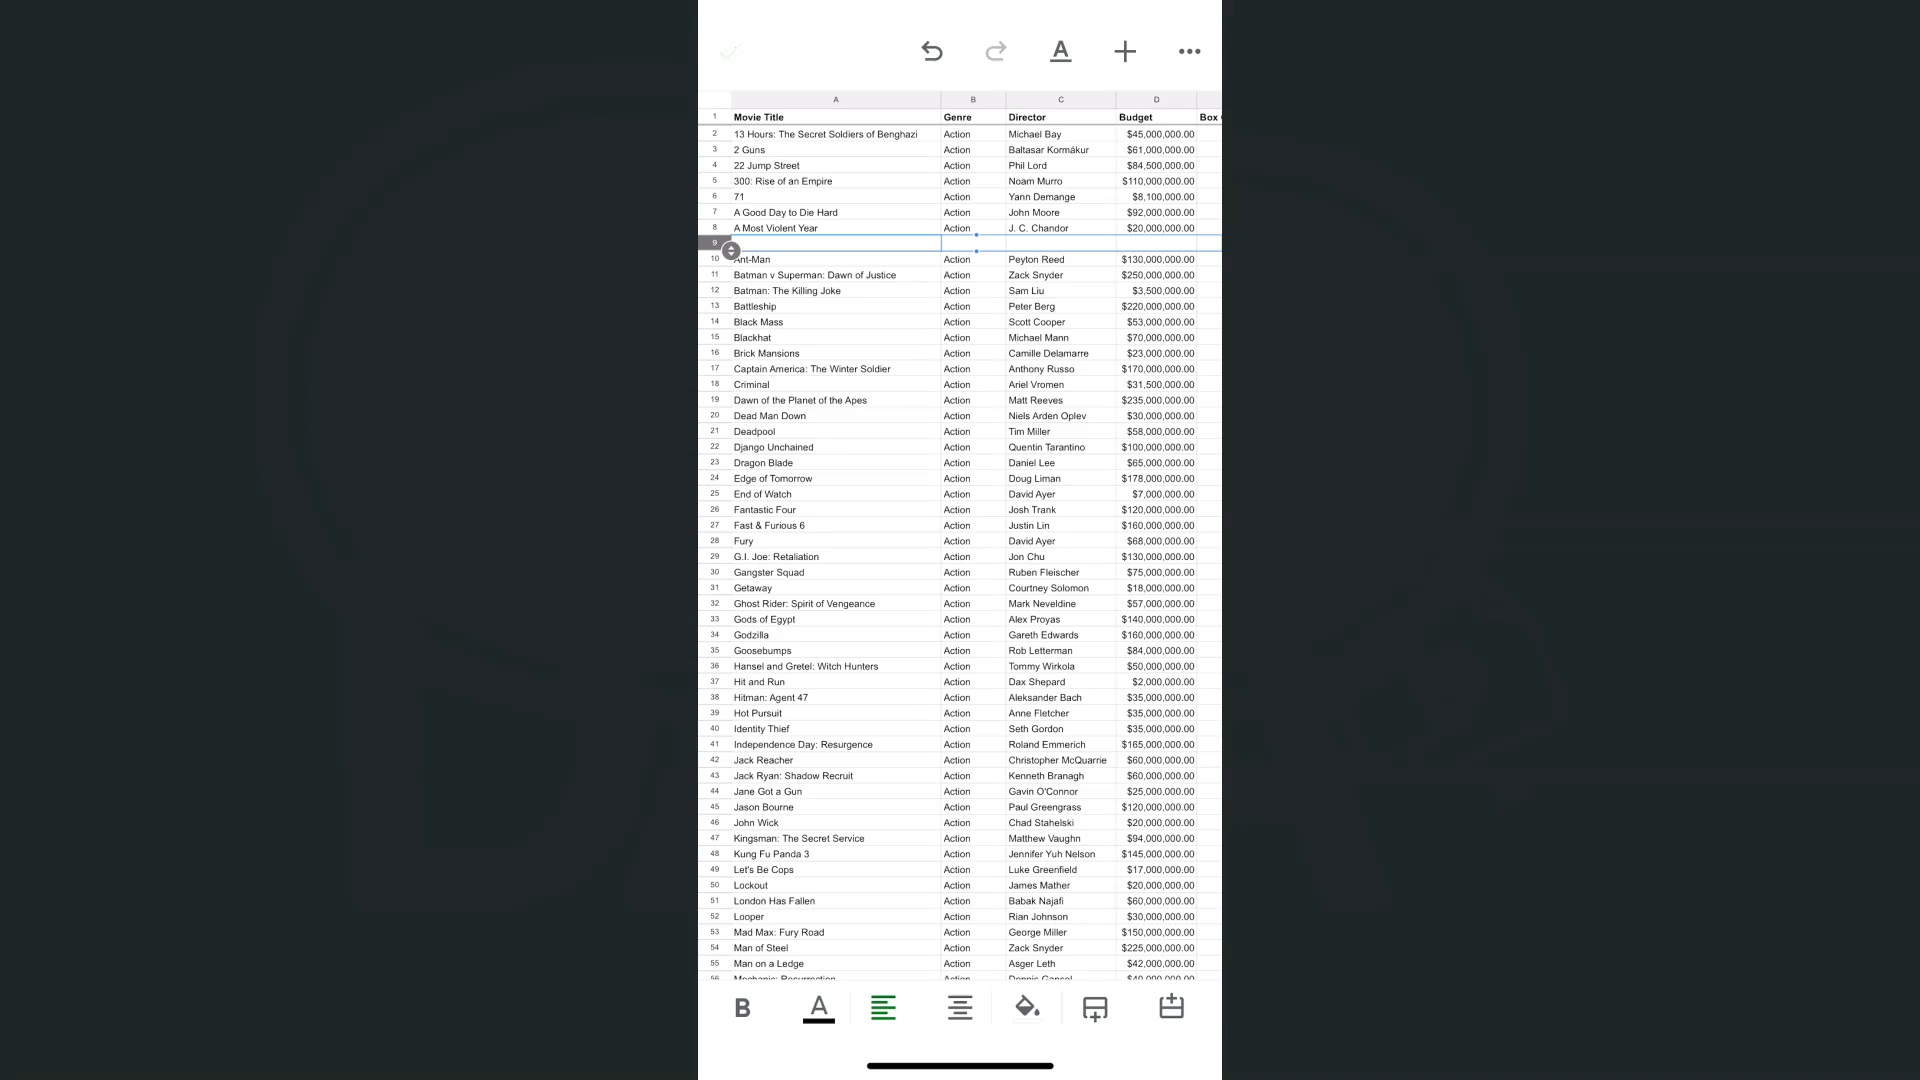 A B C D
1 Movie Title Genre Director Budget Box
2 13 Hours: The Secret Soldiers of Benghazi Action Michael Bay $45,000,000.00
3 2 Guns Action Baltasar Kormákur $61,000,000.00
4 22 Jump Street Action Phil Lord $84,500,000.00
5 300: Rise of an Empire Action Noam Murro $110,000,000.00
6 71 Action Yann Demange $8,100,000.00
7 A Good Day to Die Hard Action John Moore $92,000,000.00
8 A Most Violent Year Action J. C. Chandor $20,000,000.00
9
10 Ant-Man Action Peyton Reed $130,000,000.00
11 Batman v Superman: Dawn of Justice Action Zack Snyder $250,000,000.00
12 Batman: The Killing Joke Action Sam Liu $3,500,000.00
13 Battleship Action Peter Berg $220,000,000.00
14 Black Mass Action Scott Cooper $53,000,000.00
15 Blackhat Action Michael Mann $70,000,000.00
16 Brick Mansions Action Camille Delamarre $23,000,000.00
17 Captain America: The Winter Soldier Action Anthony Russo $170,000,000.00
18 Criminal Action Ariel Vromen $31,500,000.00
19 Dawn of the Planet of the Apes Action Matt Reeves $235,000,000.00
20 Dead Man Down Action Niels Arden Oplev $30,000,000.00
21 Deadpool Action Tim Miller $58,000,000.00
22 Django Unchained Action Quentin Tarantino $100,000,000.00
23 Dragon Blade Action Daniel Lee $65,000,000.00
24 Edge of Tomorrow Action Doug Liman $178,000,000.00
25 End of Watch Action David Ayer $7,000,000.00
26 Fantastic Four Action Josh Trank $120,000,000.00
27 Fast & Furious 6 Action Justin Lin $160,000,000.00
28 Fury Action David Ayer $68,000,000.00
29 G.I. Joe: Retaliation Action Jon Chu $130,000,000.00
30 Gangster Squad Action Ruben Fleischer $75,000,000.00
31 Getaway Action Courtney Solomon $18,000,000.00
32 Ghost Rider: Spirit of Vengeance Action Mark Neveldine $57,000,000.00
33 Gods of Egypt Action Alex Proyas $140,000,000.00
34 Godzilla Action Gareth Edwards $160,000,000.00
35 Goosebumps Action Rob Letterman $84,000,000.00
36 Hansel and Gretel: Witch Hunters Action Tommy Wirkola $50,000,000.00
37 Hit and Run Action Dax Shepard $2,000,000.00
38 Hitman: Agent 47 Action Aleksander Bach $35,000,000.00
39 Hot Pursuit Action Anne Fletcher $35,000,000.00
40 Identity Thief Action Seth Gordon $35,000,000.00
41 Independence Day: Resurgence Action Roland Emmerich $165,000,000.00
42 Jack Reacher Action Christopher McQuarrie $60,000,000.00
43 Jack Ryan: Shadow Recruit Action Kenneth Branagh $60,000,000.00
44 Jane Got a Gun Action Gavin O'Connor $25,000,000.00
45 Jason Bourne Action Paul Greengrass $120,000,000.00
46 John Wick Action Chad Stahelski $20,000,000.00
47 Kingsman: The Secret Service Action Matthew Vaughn $94,000,000.00
48 Kung Fu Panda 3 Action Jennifer Yuh Nelson $145,000,000.00
49 Let's Be Cops Action Luke Greenfield $17,000,000.00
50 Lockout Action James Mather $20,000,000.00
51 London Has Fallen Action Babak Najafi $60,000,000.00
52 Looper Action Rian Johnson $30,000,000.00
53 Mad Max: Fury Road Action George Miller $150,000,000.00
54 Man of Steel Action Zack Snyder $225,000,000.00
55 Man on a Ledge Action Asger Leth $42,000,000.00
56 Mechanic: Resurrection Action Dennis Gansel $40,000,000.00
B A